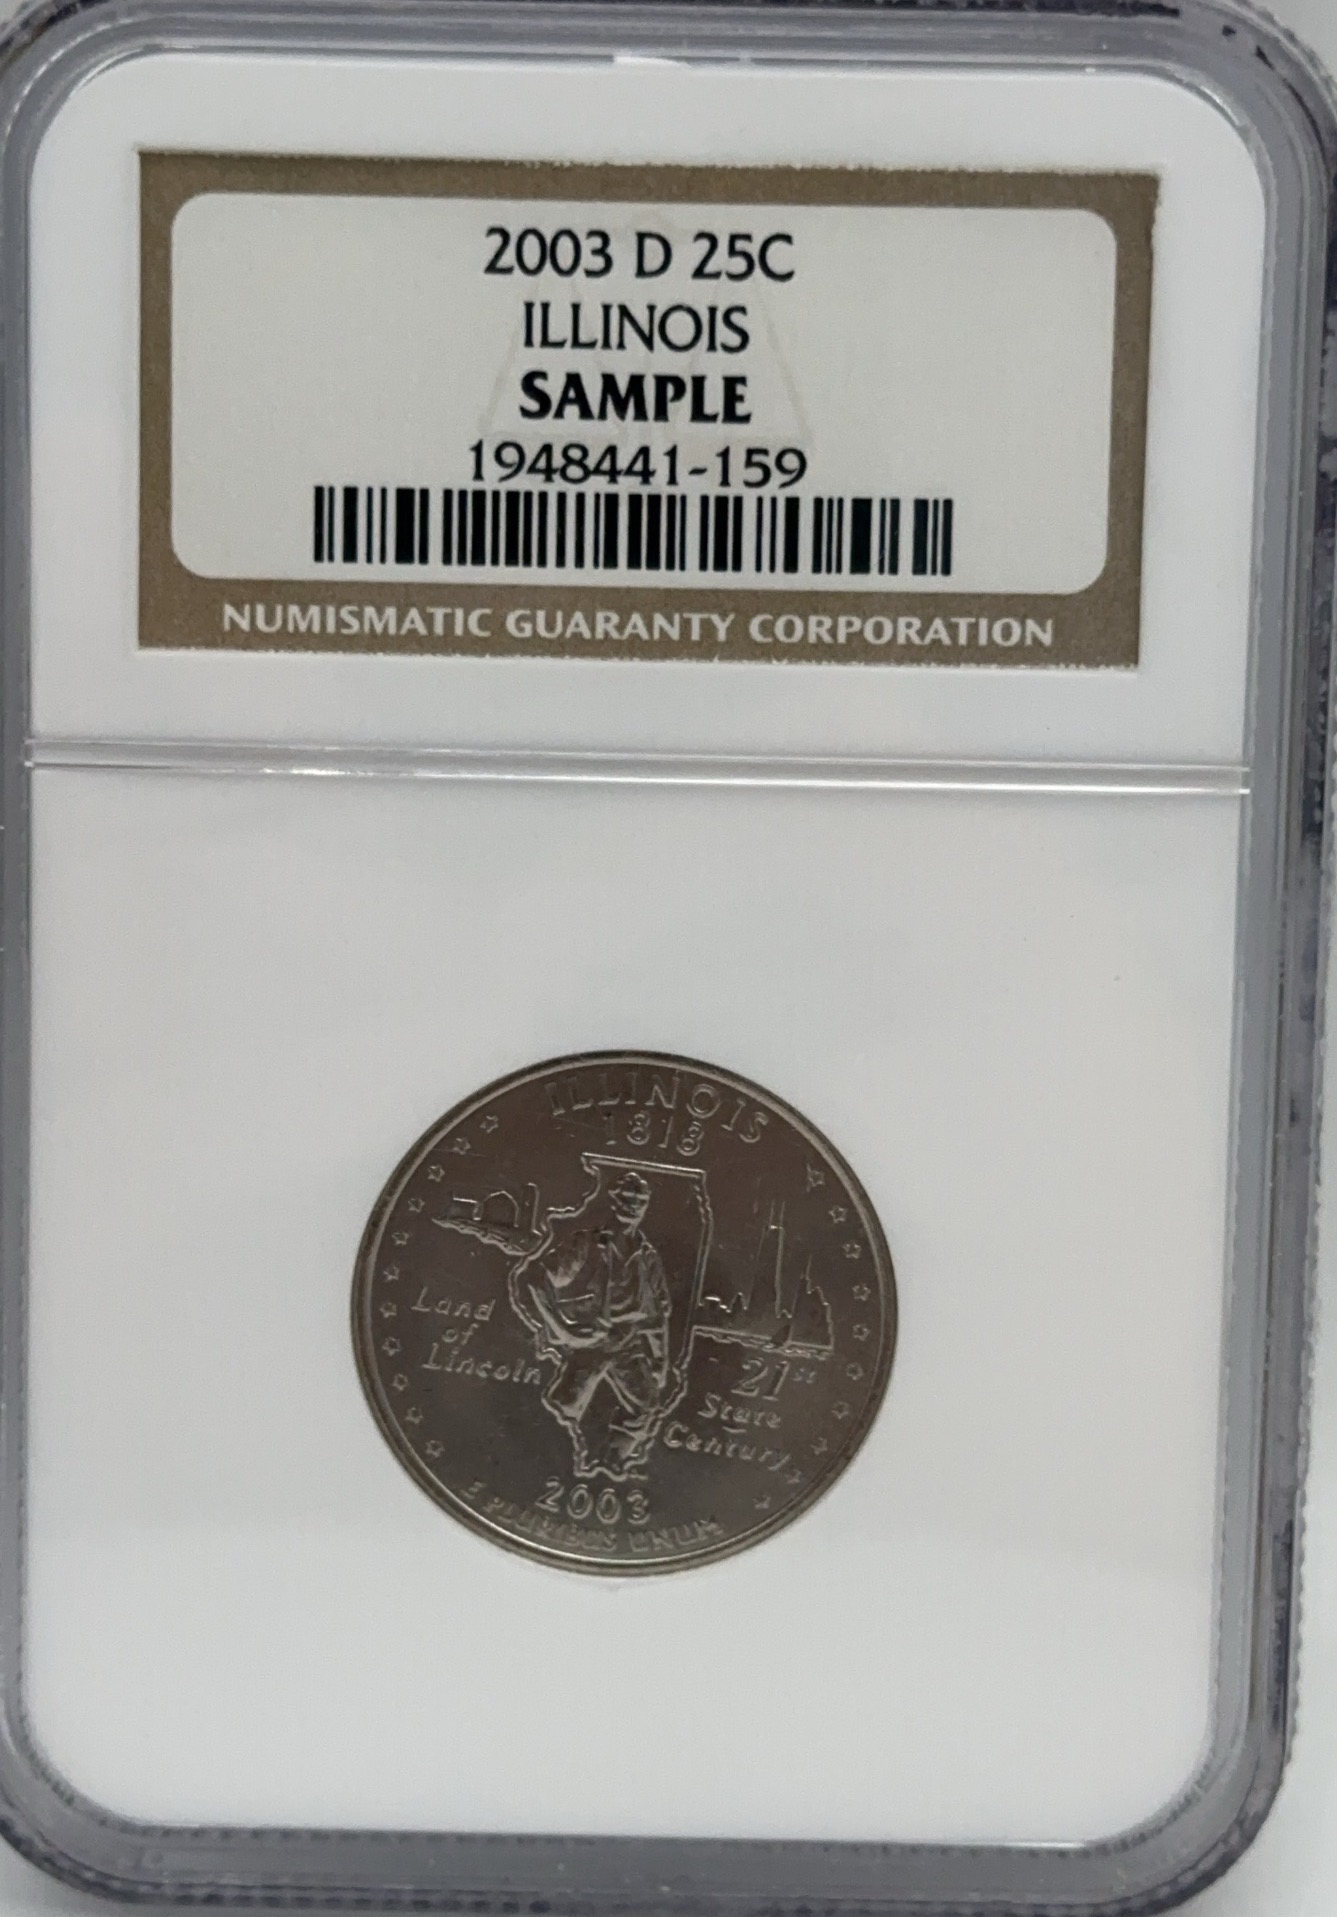 2003 D 25C
ILLINOIS
SAMPLE
1948441-159
NUMISMATIC GUARANTY CORPORATION
ILLINOIS
1818
Land
of
Lincoln
21st
State
Century
2003
E PLURIBUS UNUM